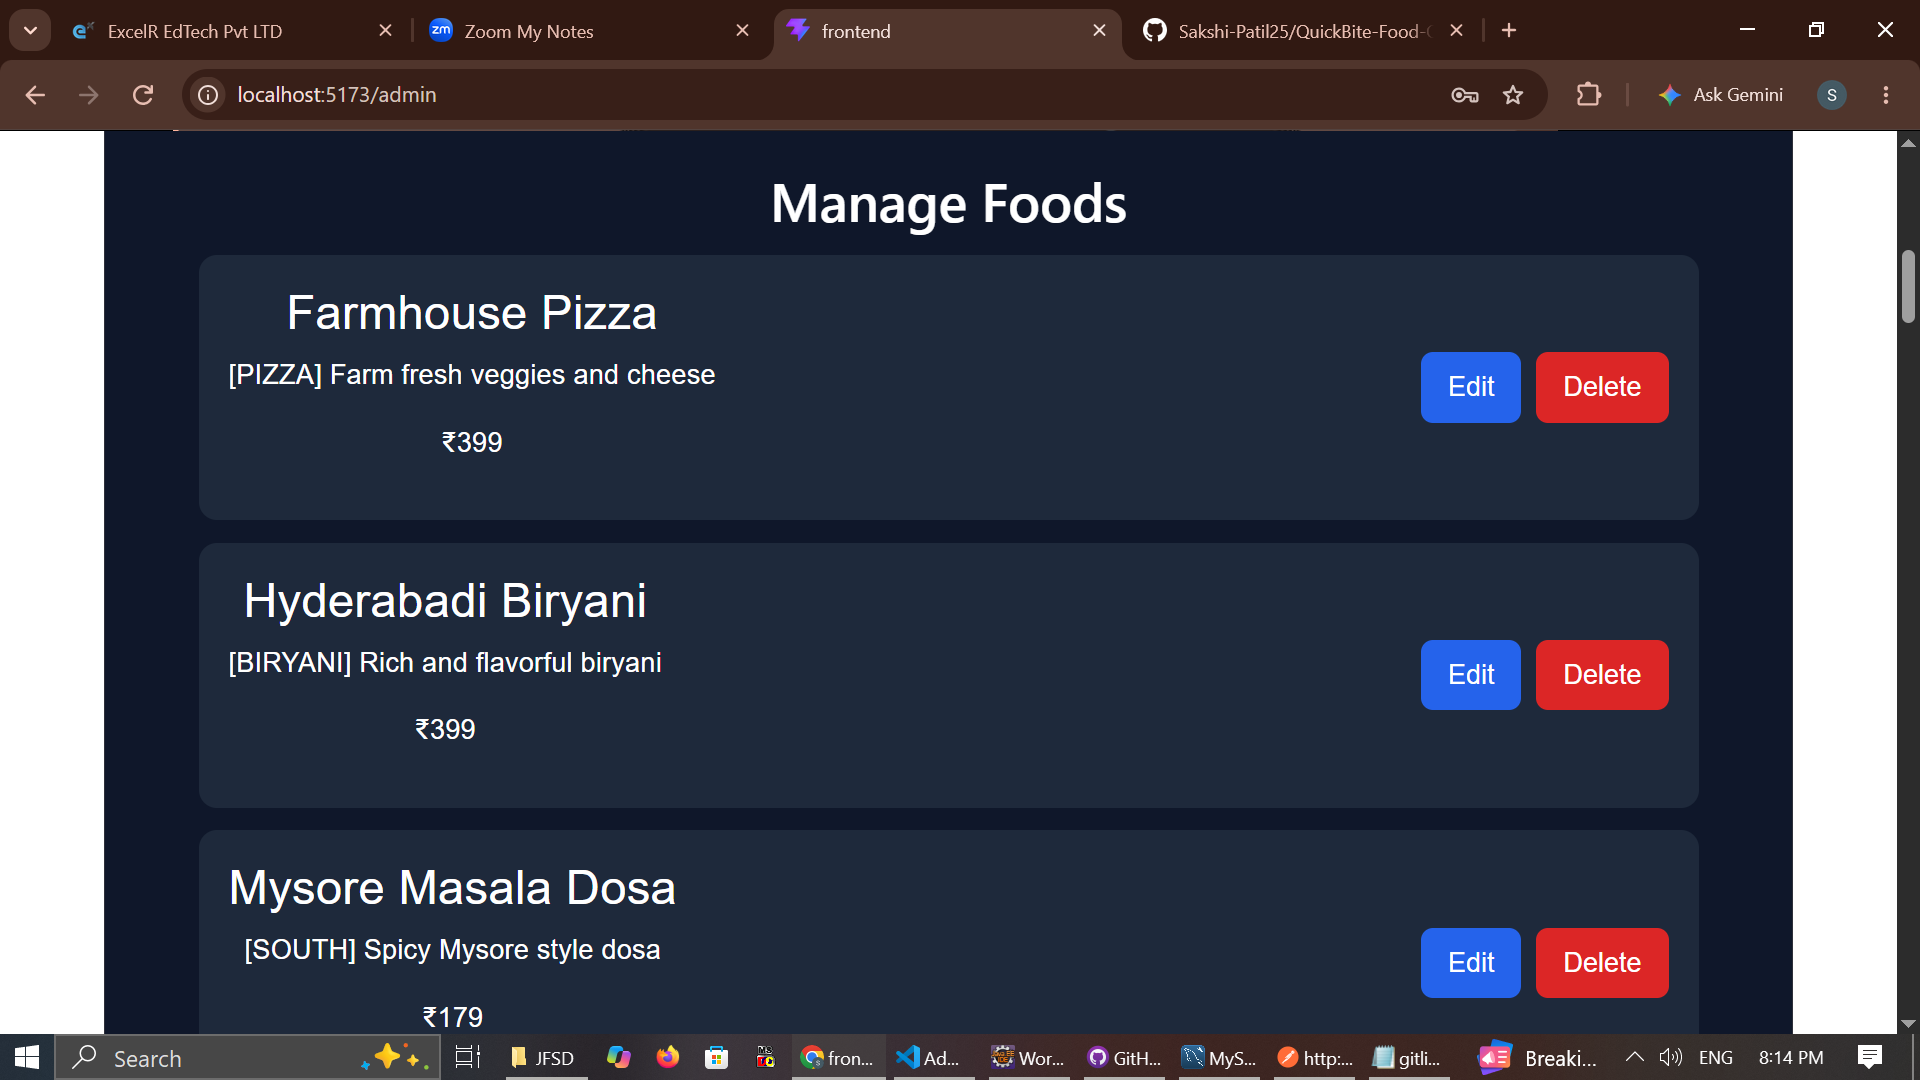 ExcelR EdTech Pvt LTD
zm Zoom My Notes
frontend
Sakshi-Patil25/QuickBite-Food-
localhost:5173/admin
Ask Gemini
S
Manage Foods
Farmhouse Pizza
[PIZZA] Farm fresh veggies and cheese
₹399
Edit Delete
Hyderabadi Biryani
[BIRYANI] Rich and flavorful biryani
₹399
Edit Delete
Mysore Masala Dosa
[SOUTH] Spicy Mysore style dosa
₹179
Edit Delete
Search
JFSD
fron...
Ad...
Wor...
GitH...
MyS...
http:...
gitli...
Breaki...
ENG
8:14 PM